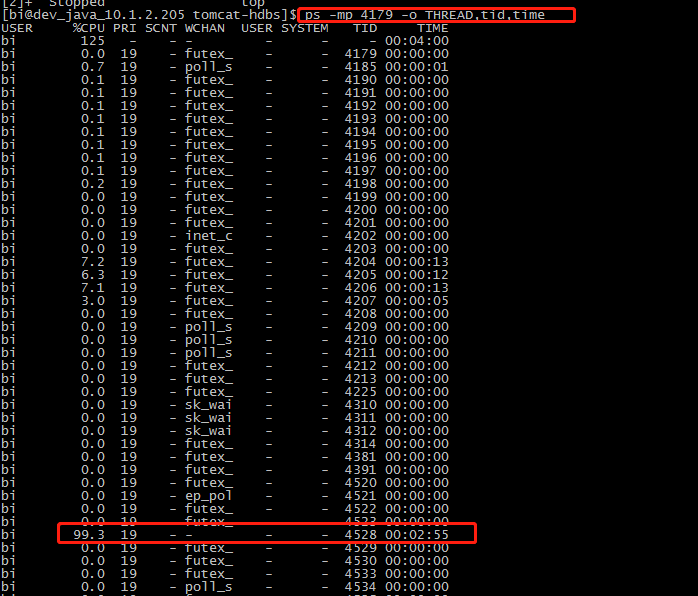 [2]+  Stopped                 top
[bi@dev_java_10.1.2.205 tomcat-hdbs]$ ps -mp 4179 -o THREAD,tid,time
USER     %CPU PRI SCNT WCHAN  USER SYSTEM   TID     TIME
bi        125   -    - -         -      -     - 00:04:00
bi        0.0  19    - futex_    -      -  4179 00:00:00
bi        0.7  19    - poll_s    -      -  4185 00:00:01
bi        0.1  19    - futex_    -      -  4190 00:00:00
bi        0.1  19    - futex_    -      -  4191 00:00:00
bi        0.1  19    - futex_    -      -  4192 00:00:00
bi        0.1  19    - futex_    -      -  4193 00:00:00
bi        0.1  19    - futex_    -      -  4194 00:00:00
bi        0.1  19    - futex_    -      -  4195 00:00:00
bi        0.1  19    - futex_    -      -  4196 00:00:00
bi        0.1  19    - futex_    -      -  4197 00:00:00
bi        0.2  19    - futex_    -      -  4198 00:00:00
bi        0.0  19    - futex_    -      -  4199 00:00:00
bi        0.0  19    - futex_    -      -  4200 00:00:00
bi        0.0  19    - futex_    -      -  4201 00:00:00
bi        0.0  19    - inet_c    -      -  4202 00:00:00
bi        0.0  19    - futex_    -      -  4203 00:00:00
bi        7.2  19    - futex_    -      -  4204 00:00:13
bi        6.3  19    - futex_    -      -  4205 00:00:12
bi        7.1  19    - futex_    -      -  4206 00:00:13
bi        3.0  19    - futex_    -      -  4207 00:00:05
bi        0.0  19    - futex_    -      -  4208 00:00:00
bi        0.0  19    - poll_s    -      -  4209 00:00:00
bi        0.0  19    - poll_s    -      -  4210 00:00:00
bi        0.0  19    - poll_s    -      -  4211 00:00:00
bi        0.0  19    - futex_    -      -  4212 00:00:00
bi        0.0  19    - futex_    -      -  4213 00:00:00
bi        0.0  19    - futex_    -      -  4225 00:00:00
bi        0.0  19    - sk_wai    -      -  4310 00:00:00
bi        0.0  19    - sk_wai    -      -  4311 00:00:00
bi        0.0  19    - sk_wai    -      -  4312 00:00:00
bi        0.0  19    - futex_    -      -  4314 00:00:00
bi        0.0  19    - futex_    -      -  4381 00:00:00
bi        0.0  19    - futex_    -      -  4391 00:00:00
bi        0.0  19    - futex_    -      -  4520 00:00:00
bi        0.0  19    - ep_pol    -      -  4521 00:00:00
bi        0.0  19    - futex_    -      -  4522 00:00:00
bi        0.0  19    - futex_    -      -  4523 00:00:00
bi       99.3  19    - -         -      -  4528 00:02:55
bi        0.0  19    - futex_    -      -  4529 00:00:00
bi        0.0  19    - futex_    -      -  4530 00:00:00
bi        0.0  19    - futex_    -      -  4533 00:00:00
bi        0.0  19    - poll_s    -      -  4534 00:00:00